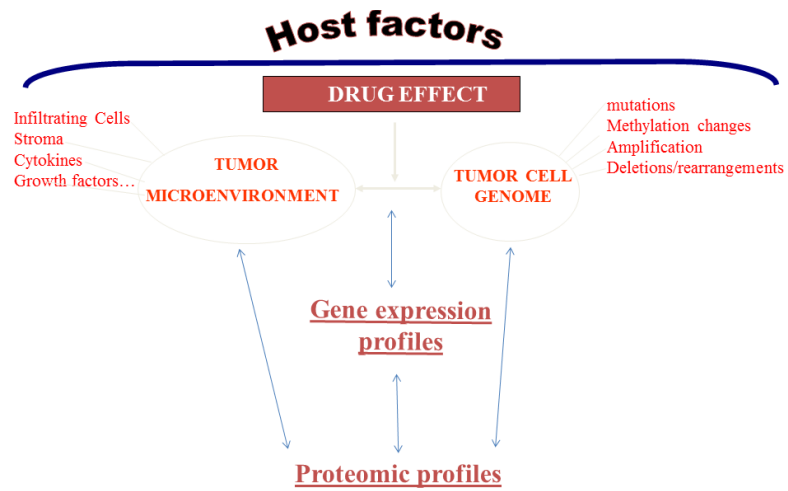 Host factors
DRUG EFFECT
Infiltrating Cells
Stroma
Cytokines
Growth factors…
TUMOR
MICROENVIRONMENT
TUMOR CELL
GENOME
mutations
Methylation changes
Amplification
Deletions/rearrangements
Gene expression
profiles
Proteomic profiles